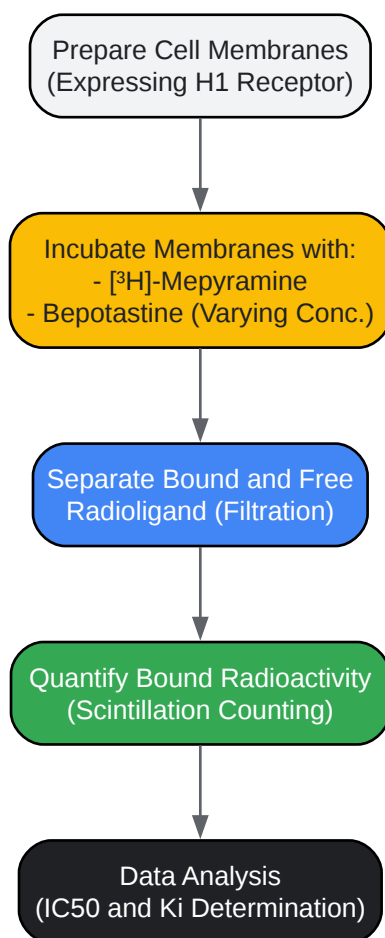 Prepare Cell Membranes
(Expressing H1 Receptor)
Incubate Membranes with:
- [³H]-Mepyramine
- Bepotastine (Varying Conc.)
Separate Bound and Free
Radioligand (Filtration)
Quantify Bound Radioactivity
(Scintillation Counting)
Data Analysis
(IC50 and Ki Determination)